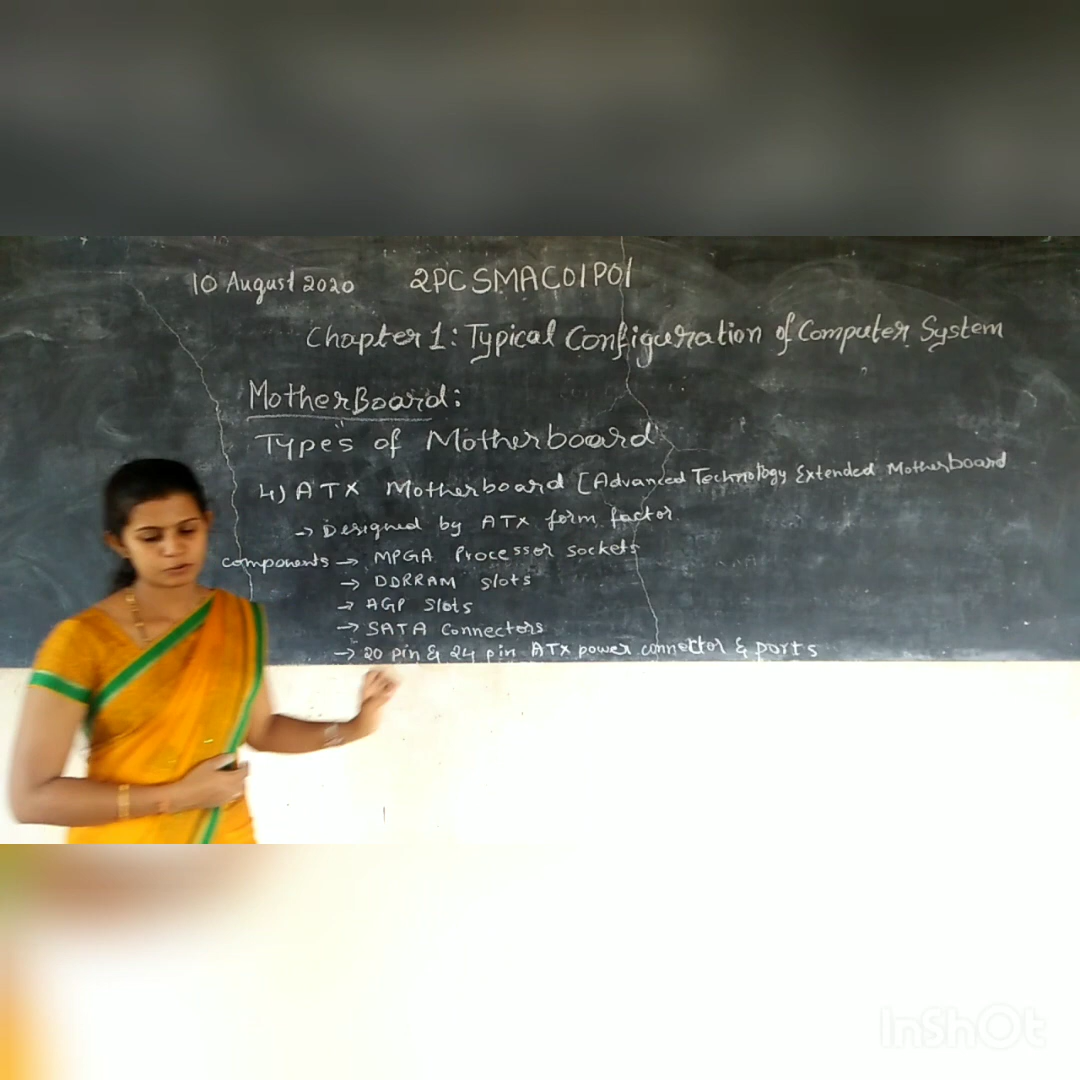 10 August 2020 2PCSMAC01P01
Chapter 1: Typical Configuration of Computer System
MotherBoard:
Types of Motherboard
4) ATX Motherboard [Advanced Technology Extended Motherboard
→ Designed by ATX form factor.
components → MPGA Processor sockets
→ DDRRAM slots
→ AGP slots
→ SATA Connectors
→ 20 pin & 24 pin ATX power connector & ports
InShOt